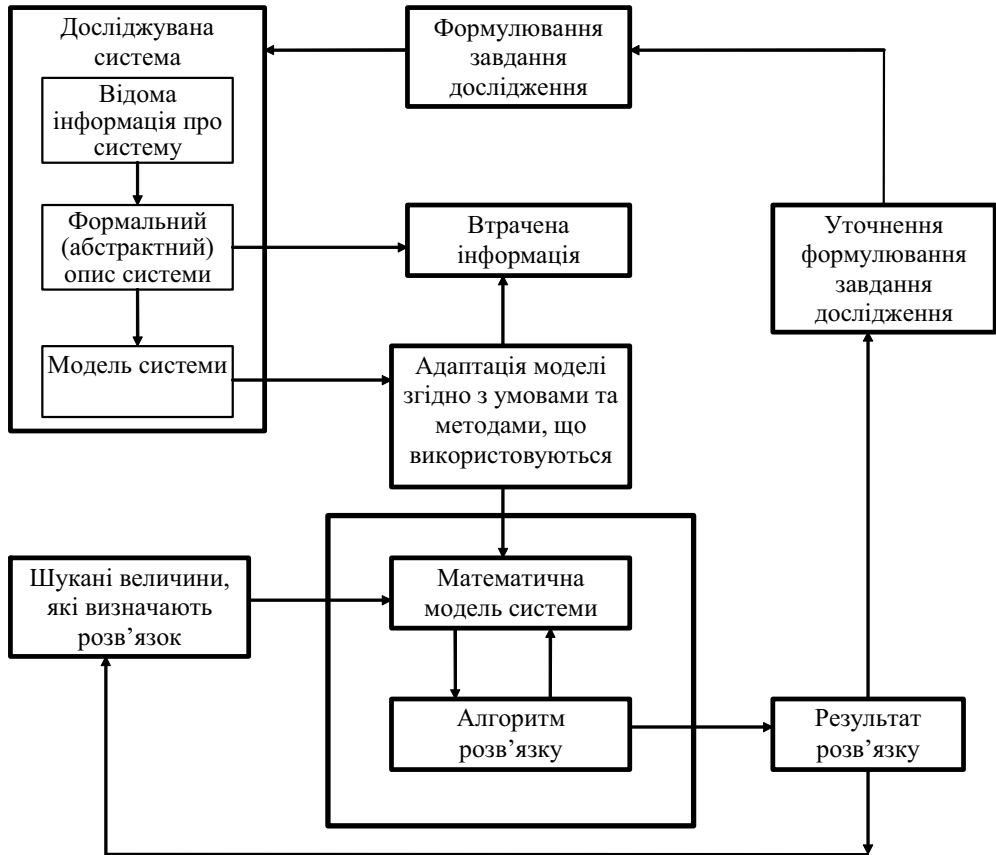 Досліджувана
система
Відома
інформація про
систему
Формальний
(абстрактний)
опис системи
Модель системи
Формулювання
завдання
дослідження
Втрачена
інформація
Адаптація моделі
згідно з умовами та
методами, що
використовуються
Уточнення
формулювання
завдання
дослідження
Шукані величини,
які визначають
розв’язок
Математична
модель системи
Алгоритм
розв’язку
Результат
розв’язку